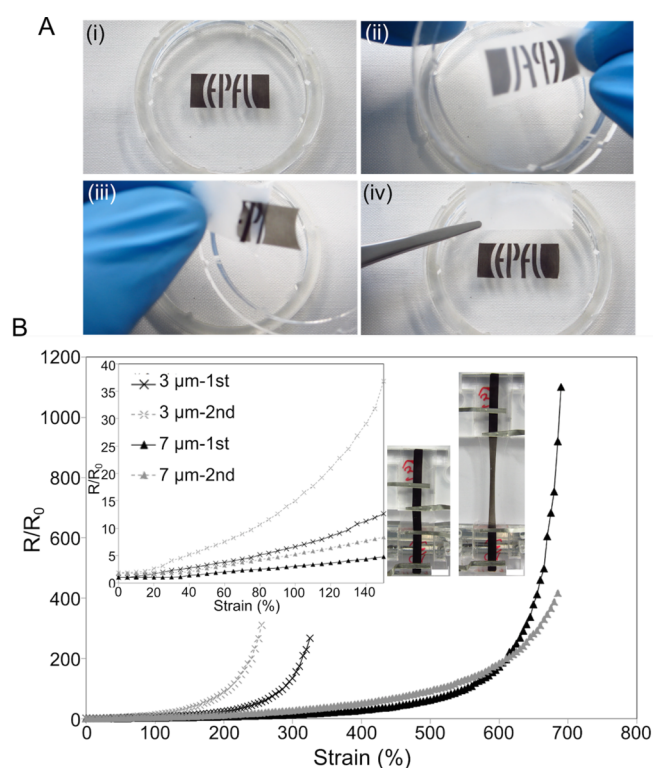 A
(i)
(ii)
EPFL
(iii)
(iv)
EPFL
B
1200
1000
800
600
400
200
0
R/R0
0
100
200
300
400
500
600
700
800
Strain (%)
40
35
30
25
20
15
10
5
0
R/R0
3 µm-1st
3 µm-2nd
7 µm-1st
7 µm-2nd
0
20
40
60
80
100
120
140
Strain (%)